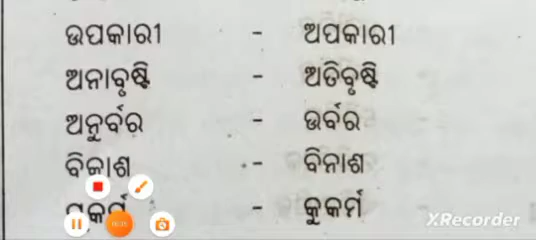 ଉପକାରୀ - ଅପକାରୀ
ଅନାବୃଷ୍ଟି - ଅତିବୃଷ୍ଟି
ଅନୁର୍ବର - ଉର୍ବର
ବିକାଶ - ବିନାଶ
- କୁକର୍ମ
XRecorder